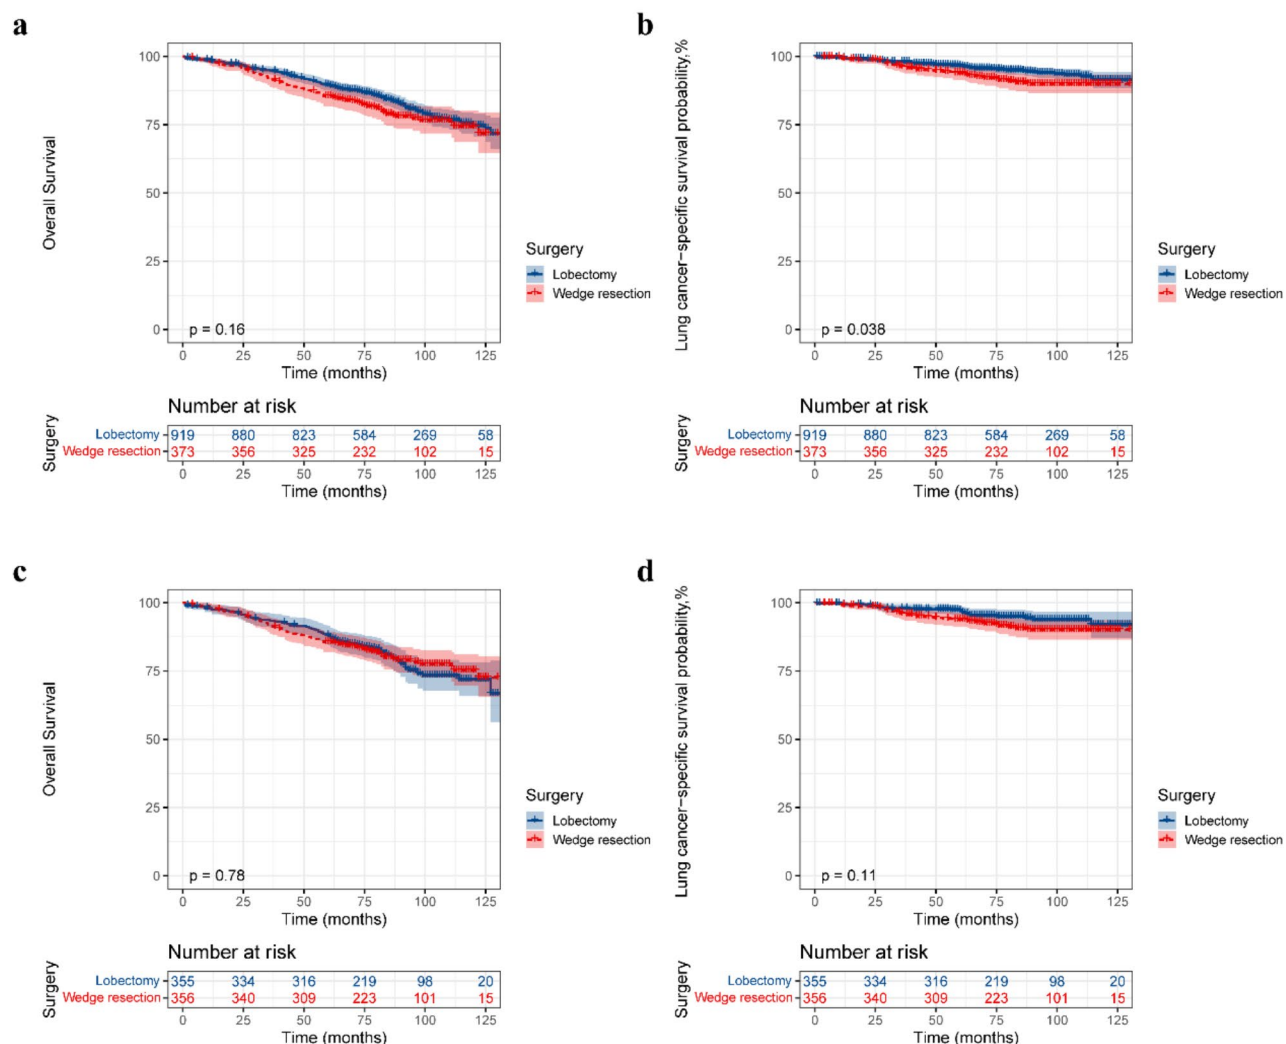 a
Overall Survival
100
75
50
25
0
p = 0.16
0 25 50 75 100 125
Time (months)
Surgery
Lobectomy
Wedge resection
Number at risk
Surgery
Lobectomy 919 880 823 584 269 58
Wedge resection 373 356 325 232 102 15
0 25 50 75 100 125
Time (months)
b
Lung cancer−specific survival probability,%
100
75
50
25
0
p = 0.038
0 25 50 75 100 125
Time (months)
Surgery
Lobectomy
Wedge resection
Number at risk
Surgery
Lobectomy 919 880 823 584 269 58
Wedge resection 373 356 325 232 102 15
0 25 50 75 100 125
Time (months)
c
Overall Survival
100
75
50
25
0
p = 0.78
0 25 50 75 100 125
Time (months)
Surgery
Lobectomy
Wedge resection
Number at risk
Surgery
Lobectomy 355 334 316 219 98 20
Wedge resection 356 340 309 223 101 15
0 25 50 75 100 125
Time (months)
d
Lung cancer−specific survival probability,%
100
75
50
25
0
p = 0.11
0 25 50 75 100 125
Time (months)
Surgery
Lobectomy
Wedge resection
Number at risk
Surgery
Lobectomy 355 334 316 219 98 20
Wedge resection 356 340 309 223 101 15
0 25 50 75 100 125
Time (months)